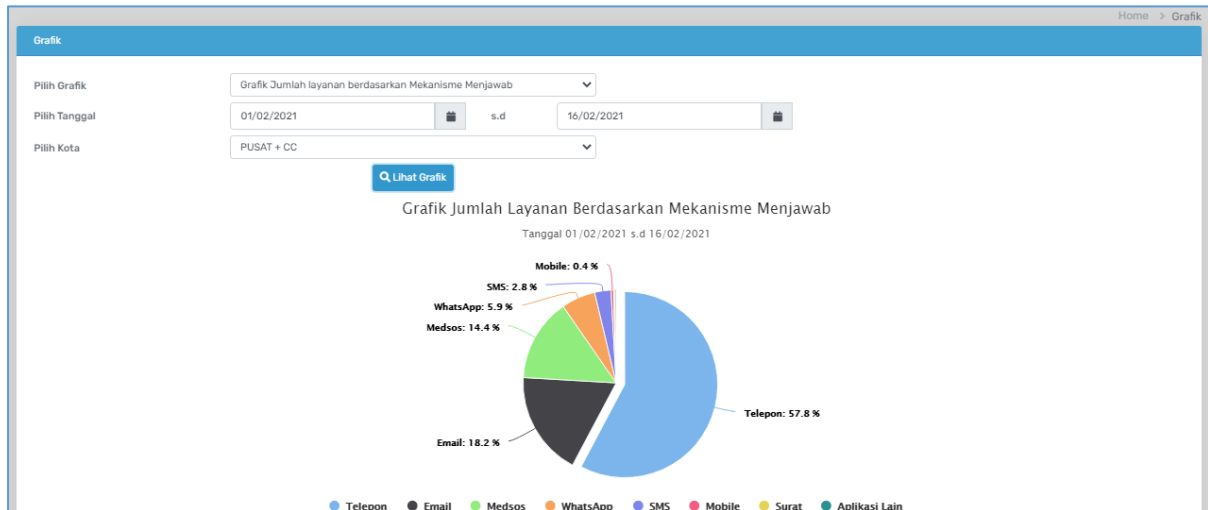 Home > Grafik
Grafik
Pilih Grafik
Grafik Jumlah layanan berdasarkan Mekanisme Menjawab
Pilih Tanggal
01/02/2021
s.d
16/02/2021
Pilih Kota
PUSAT + CC
Lihat Grafik
Grafik Jumlah Layanan Berdasarkan Mekanisme Menjawab
Tanggal 01/02/2021 s.d 16/02/2021
Mobile: 0.4 %
SMS: 2.8 %
WhatsApp: 5.9 %
Medsos: 14.4 %
Telepon: 57.8 %
Email: 18.2 %
Telepon Email Medsos WhatsApp SMS Mobile Surat Aplikasi Lain